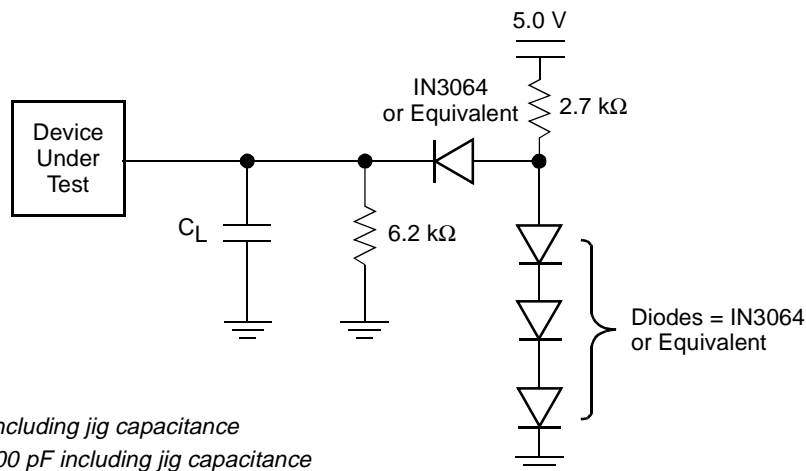 5.0 V
IN3064
or Equivalent
2.7 kΩ
Device
Under
Test
CL
6.2 kΩ
Diodes = IN3064
or Equivalent
including jig capacitance
00 pF including jig capacitance